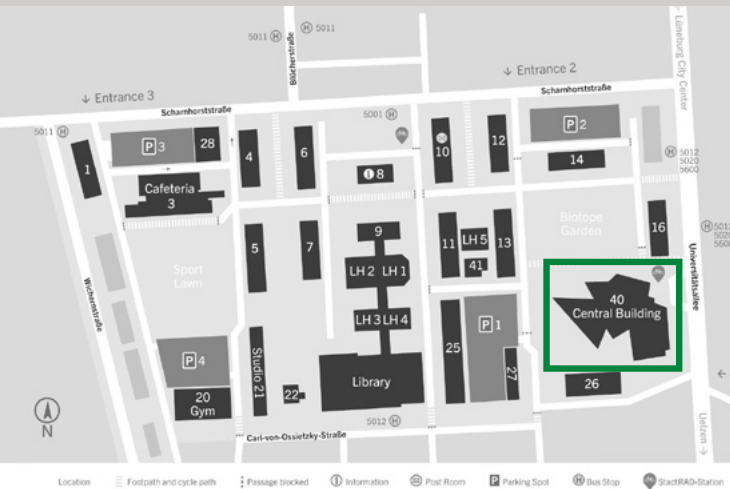 5011 H
H 5011
Blücherstraße
↓ Entrance 3
↓ Entrance 2
Lüneburg City Center
Scharnhorststraße
Scharnhorststraße
5011 H
5001 H
P 3
28
4
6
10
12
P 2
1
14
H 5012
5020
5600
i 8
Cafeteria
3
5
7
9
11
LH 5
13
41
Biotope
Garden
16
H 5012
5020
5600
Sport
Lawn
LH 2
LH 1
Wichernstraße
Universitätsallee
40
Central Building
LH 3
LH 4
25
P 1
27
P 4
Studio 21
Library
20
Gym
22
26
N
5012 H
Carl-von-Ossietzky-Straße
Uelzen
Location
Footpath and cycle path
Passage blocked
Information
Post Room
P Parking Spot
H Bus Stop
StadtRAD-Station